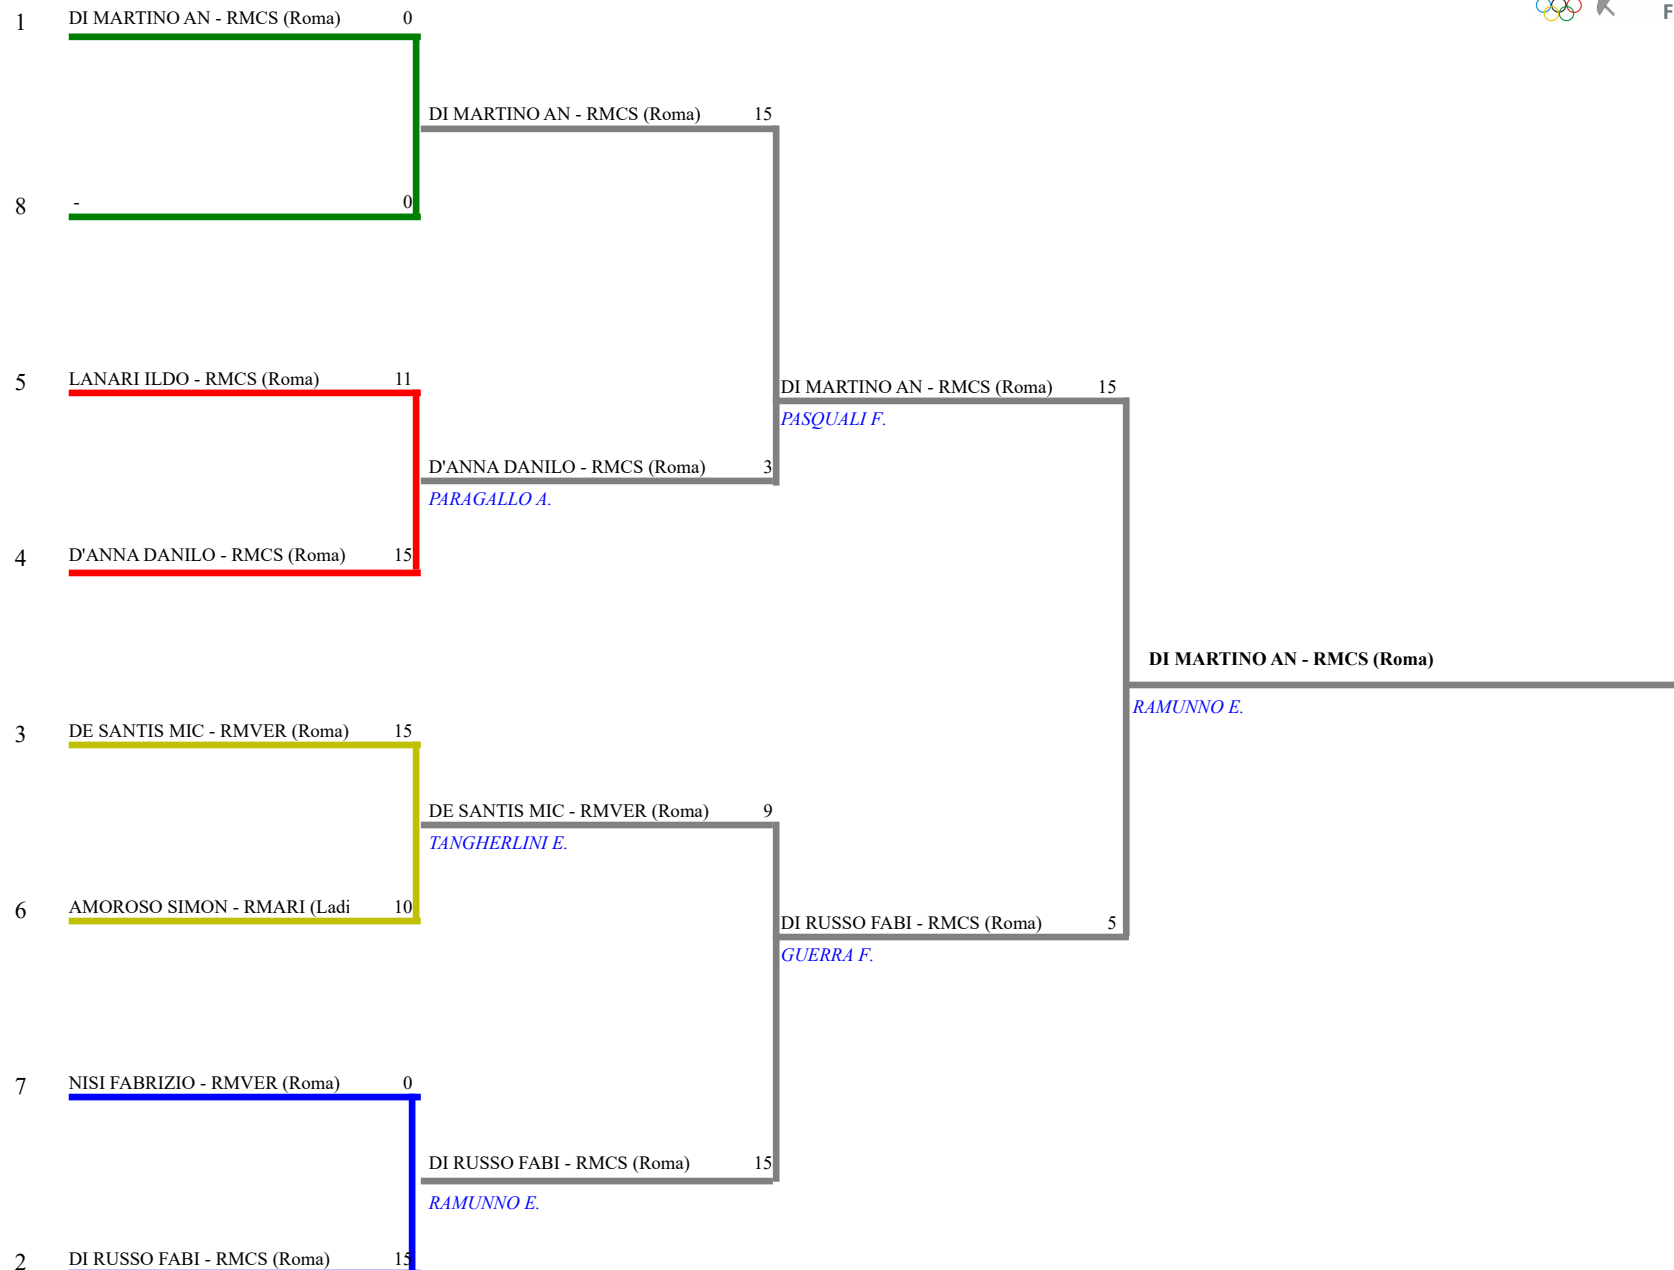 1 DI MARTINO AN - RMCS (Roma) 0
F
DI MARTINO AN - RMCS (Roma) 15
8 - 0
5 LANARI ILDO - RMCS (Roma) 11
DI MARTINO AN - RMCS (Roma) 15
PASQUALI F.
D'ANNA DANILO - RMCS (Roma) 3
PARAGALLO A.
4 D'ANNA DANILO - RMCS (Roma) 15
DI MARTINO AN - RMCS (Roma)
RAMUNNO E.
3 DE SANTIS MIC - RMVER (Roma) 15
DE SANTIS MIC - RMVER (Roma) 9
TANGHERLINI E.
6 AMOROSO SIMON - RMARI (Ladi 10
DI RUSSO FABI - RMCS (Roma) 5
GUERRA F.
7 NISI FABRIZIO - RMVER (Roma) 0
DI RUSSO FABI - RMCS (Roma) 15
RAMUNNO E.
2 DI RUSSO FABI - RMCS (Roma) 15